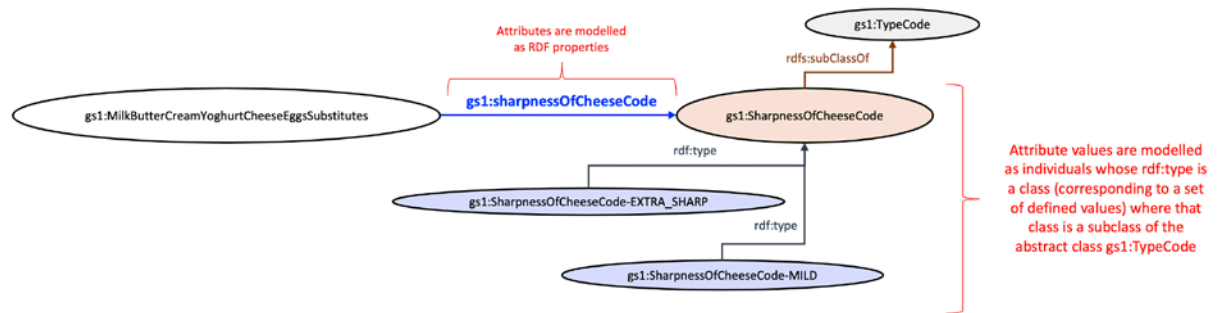 gs1:TypeCode
Attributes are modelled
as RDF properties
rdfs:subClassOf
gs1:sharpnessOfCheeseCode
gs1:MilkButterCreamYoghurtCheeseEggsSubstitutes
gs1:SharpnessOfCheeseCode
Attribute values are modelled
as individuals whose rdf:type is
a class (corresponding to a set
of defined values) where that
class is a subclass of the
abstract class gs1:TypeCode
rdf:type
gs1:SharpnessOfCheeseCode-EXTRA_SHARP
rdf:type
gs1:SharpnessOfCheeseCode-MILD